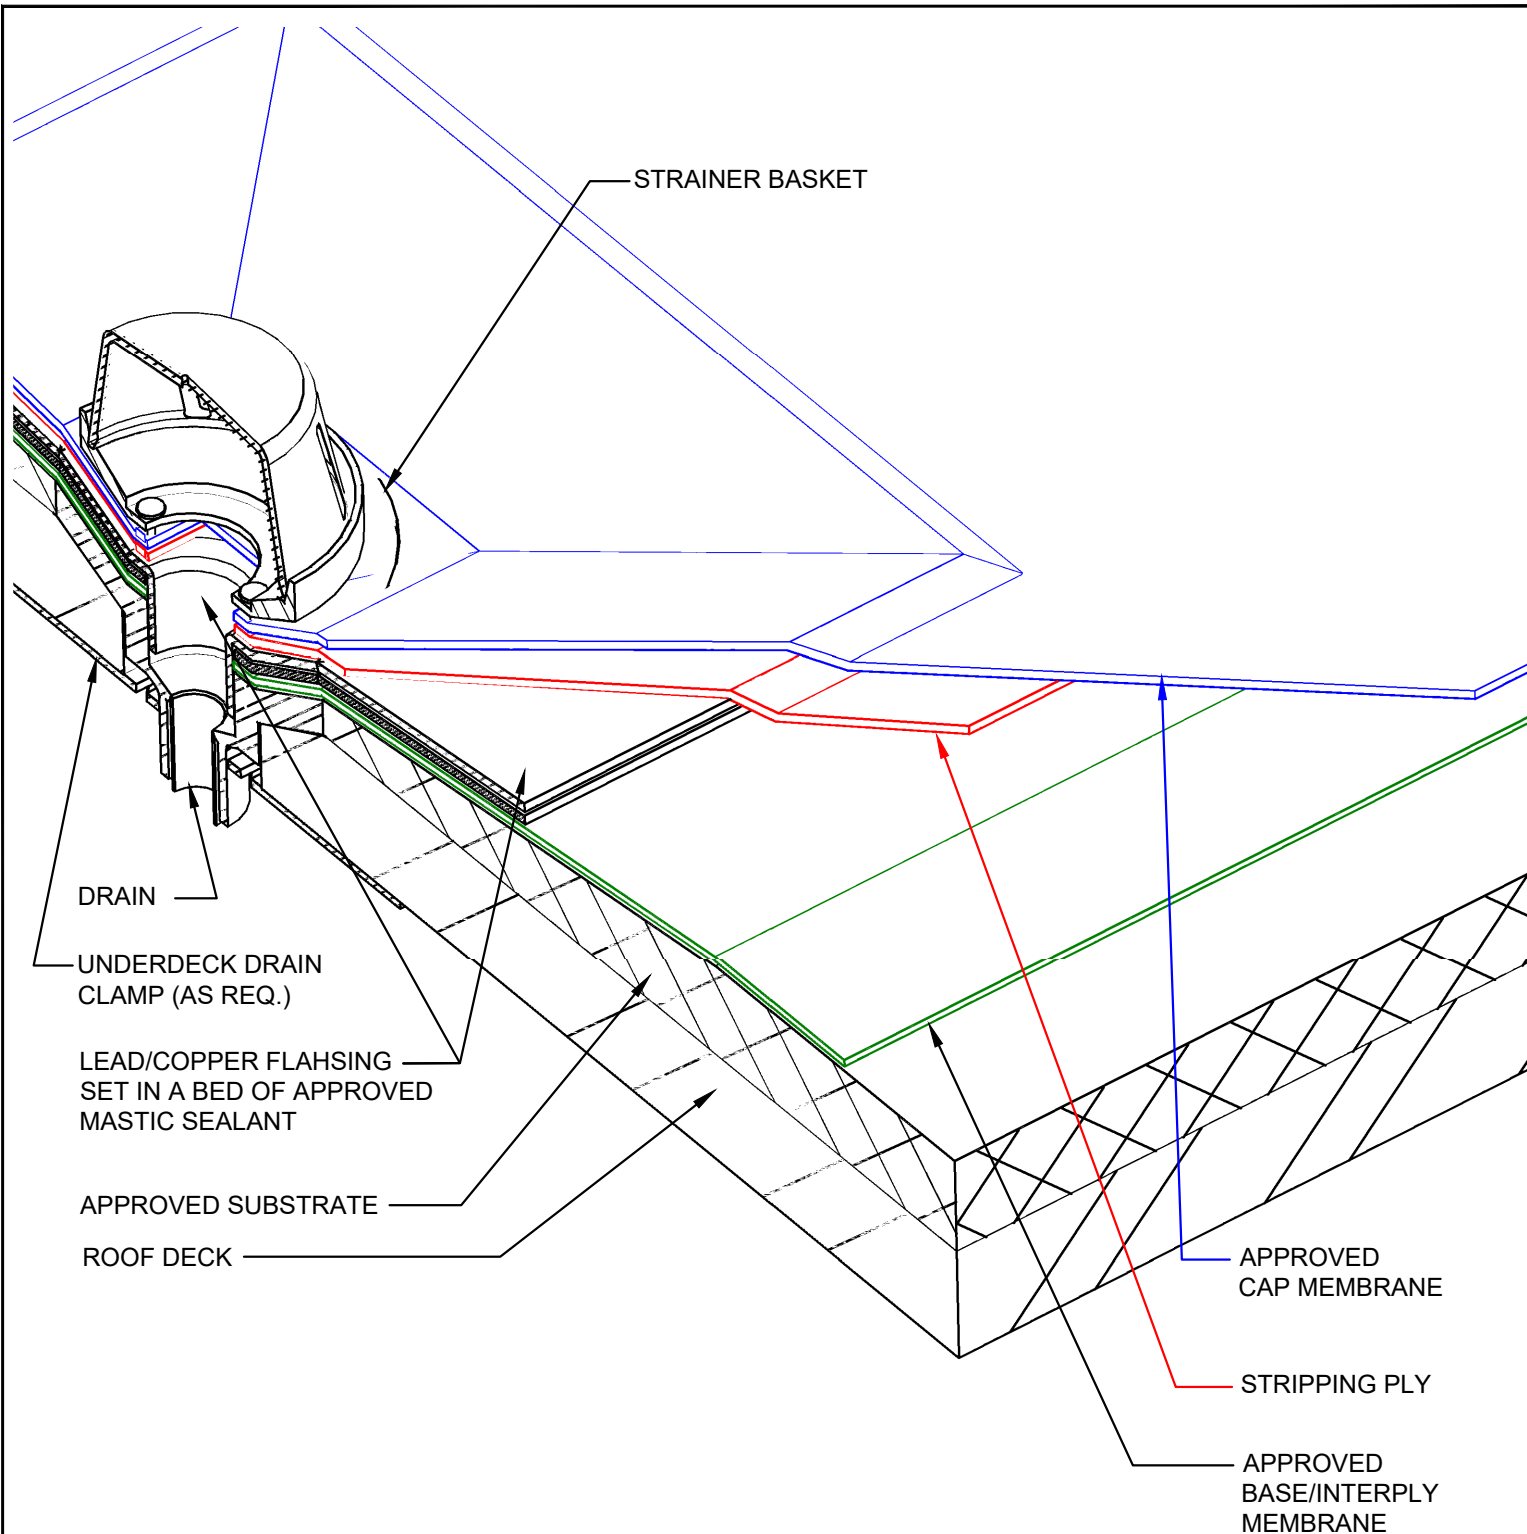 STRAINER BASKET
DRAIN
UNDERDECK DRAIN
CLAMP (AS REQ.)
LEAD/COPPER FLAHSING
SET IN A BED OF APPROVED
MASTIC SEALANT
APPROVED SUBSTRATE
ROOF DECK
APPROVED
CAP MEMBRANE
STRIPPING PLY
APPROVED
BASE/INTERPLY
MEMBRANE